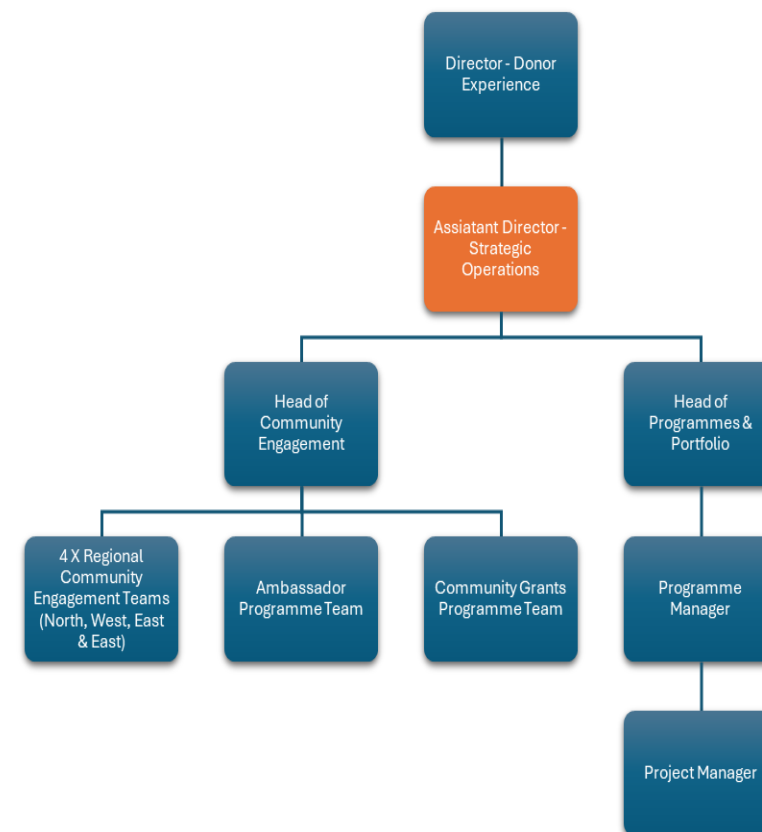 Director - Donor
Experience
Assiatant Director -
Strategic
Operations
Head of
Community
Engagement
Head of
Programmes &
Portfolio
4 X Regional
Community
Engagement Teams
(North, West, East
& East)
Ambassador
Programme Team
Community Grants
Programme Team
Programme
Manager
Project Manager